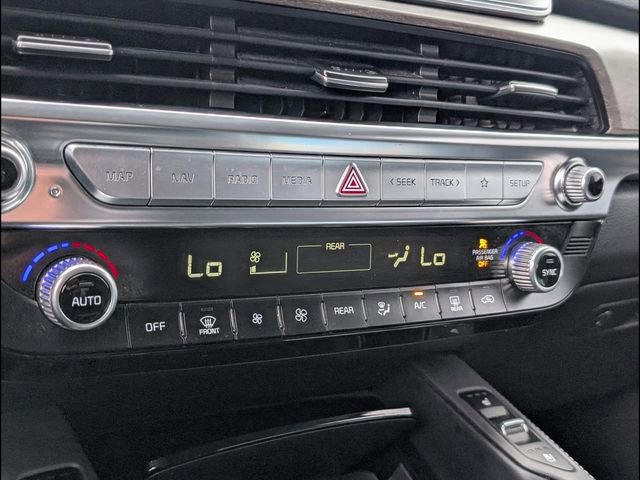 MAP NAV RADIO MEDIA < SEEK TRACK > SETUP
Lo REAR Lo
PASSENGER
AIR BAG
OFF
AUTO
SYNC
OFF FRONT REAR A/C REAR